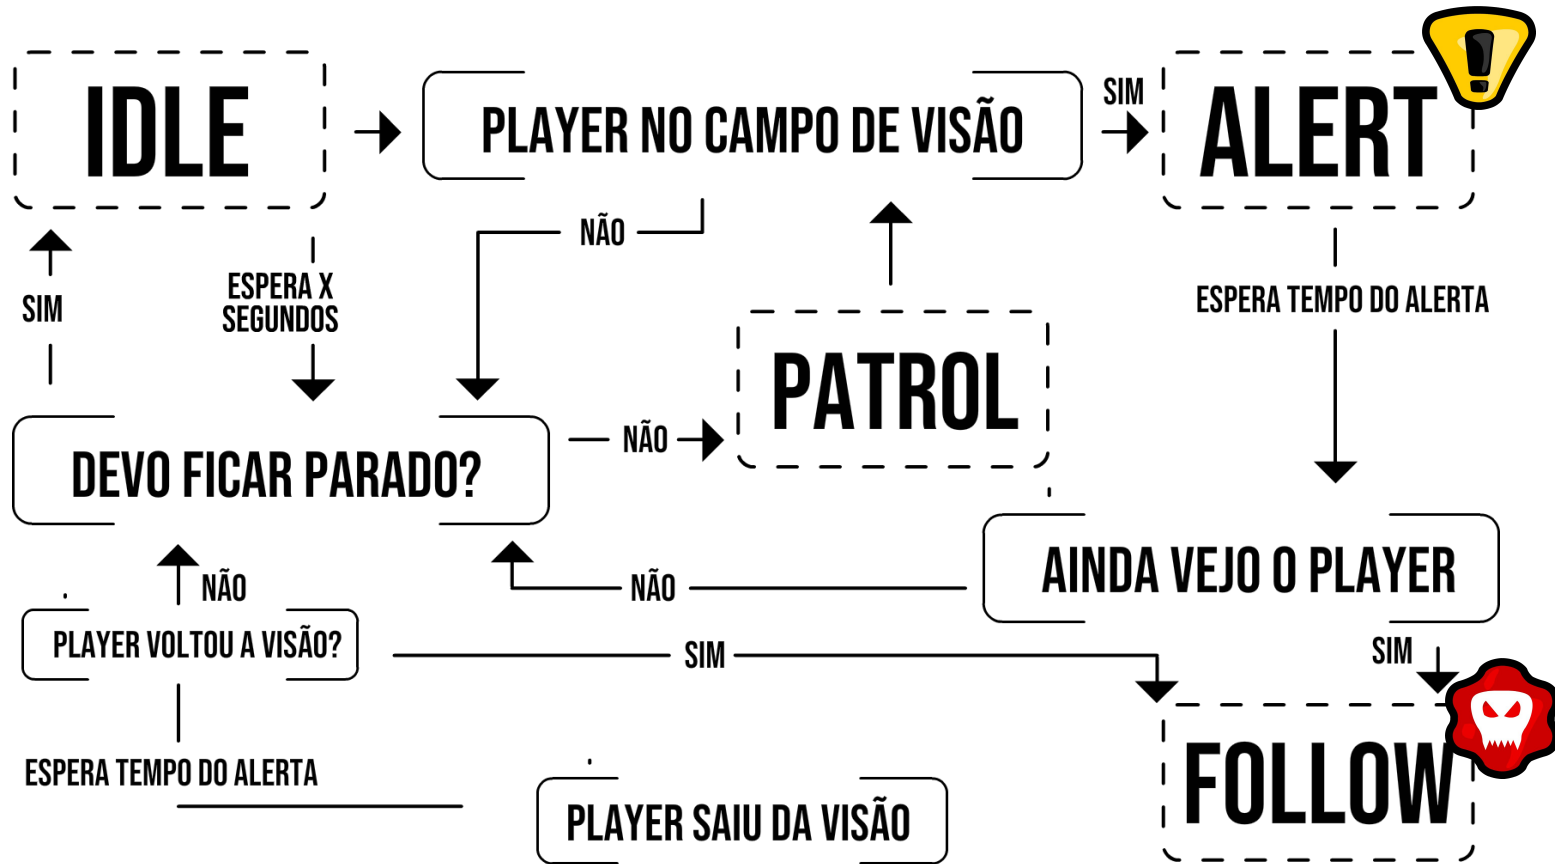 IDLE
PLAYER NO CAMPO DE VISÃO
SIM
ALERT
NÃO
SIM
ESPERA X
SEGUNDOS
ESPERA TEMPO DO ALERTA
PATROL
DEVO FICAR PARADO?
NÃO
AINDA VEJO O PLAYER
NÃO
NÃO
PLAYER VOLTOU A VISÃO?
SIM
SIM
FOLLOW
ESPERA TEMPO DO ALERTA
PLAYER SAIU DA VISÃO